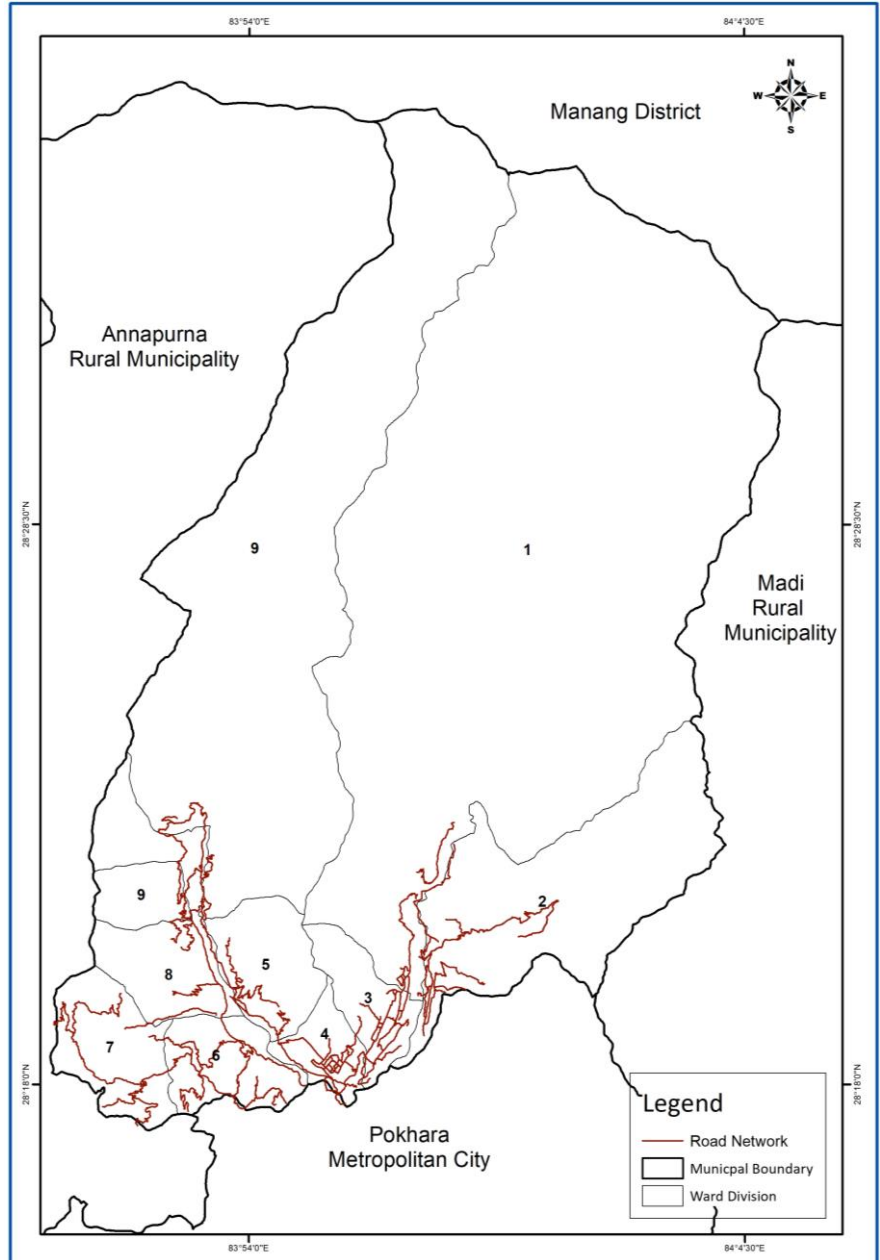 83°54'0"E
84°4'30"E
N
W
E
S
Manang District
Annapurna
Rural Municipality
28°28'30"N
28°28'30"N
9
1
Madi
Rural
Municipality
9
2
5
8
3
4
7
6
28°18'0"N
28°18'0"N
Pokhara
Metropolitan City
Legend
Road Network
Municpal Boundary
Ward Division
83°54'0"E
84°4'30"E